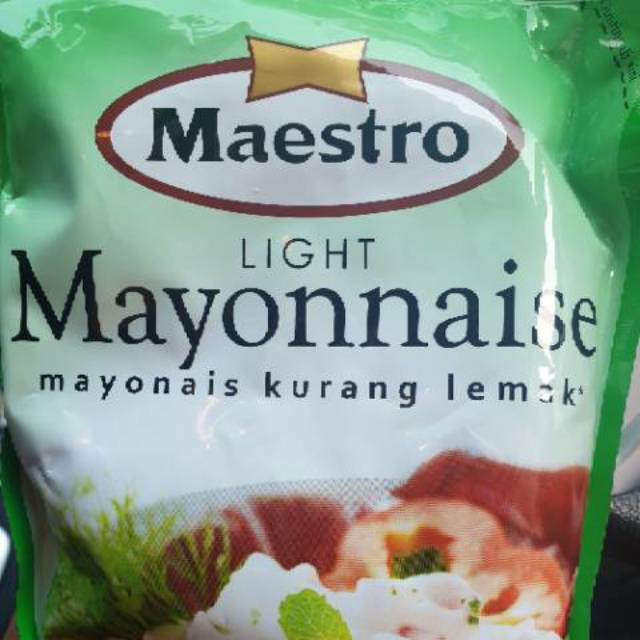 Maestro
LIGHT
Mayonnaise
mayonais kurang lemak*